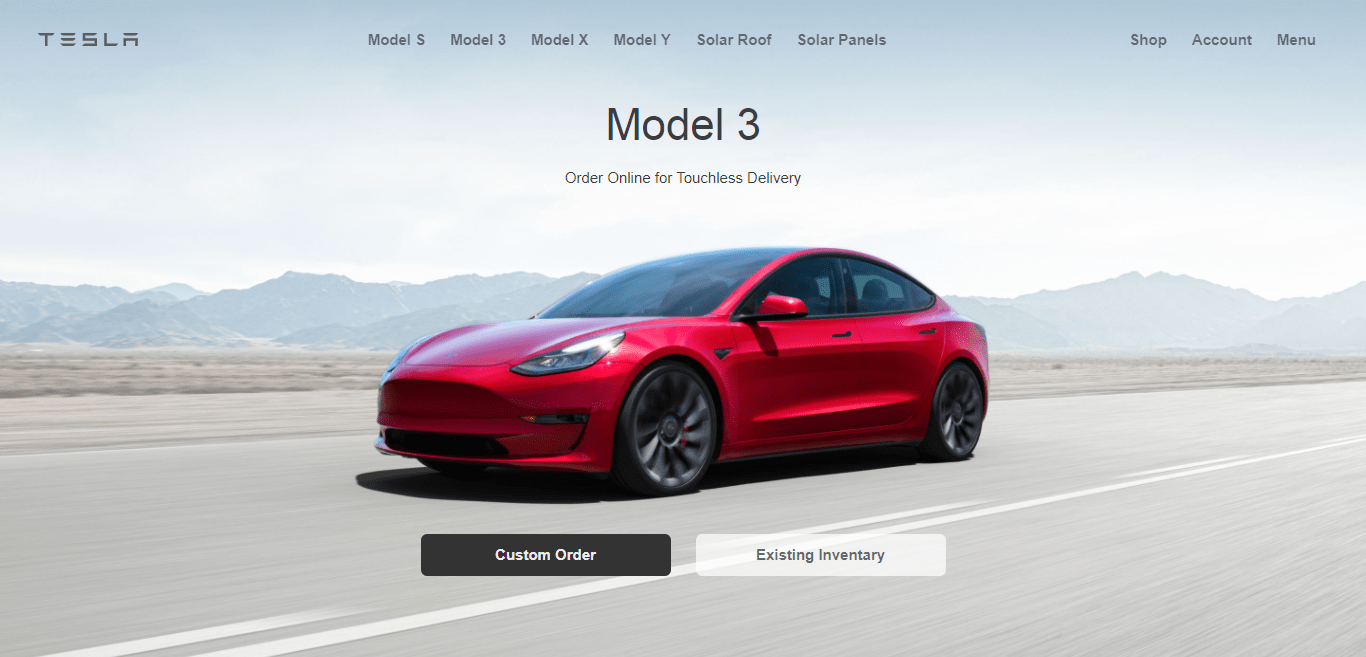 TESLA
Model S Model 3 Model X Model Y Solar Roof Solar Panels
Shop Account Menu
Model 3
Order Online for Touchless Delivery
Custom Order
Existing Inventary